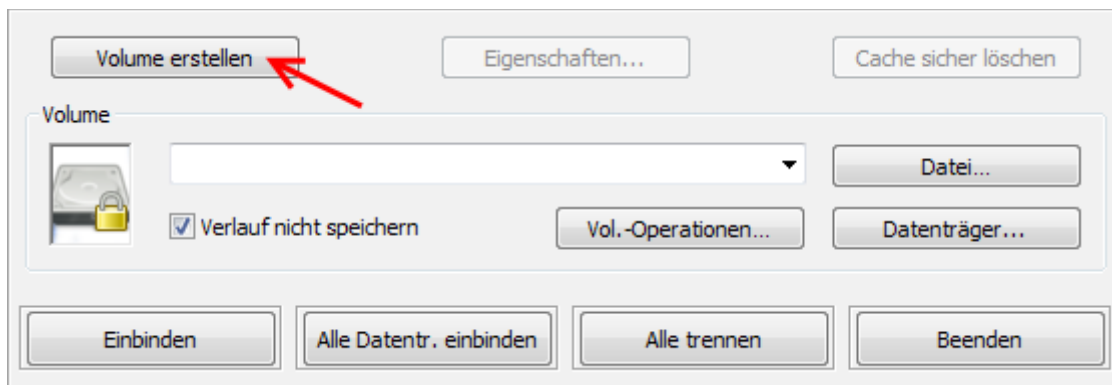 Volume erstellen
Eigenschaften...
Cache sicher löschen
Volume
Datei...
Verlauf nicht speichern
Vol.-Operationen...
Datenträger...
Einbinden
Alle Datentr. einbinden
Alle trennen
Beenden